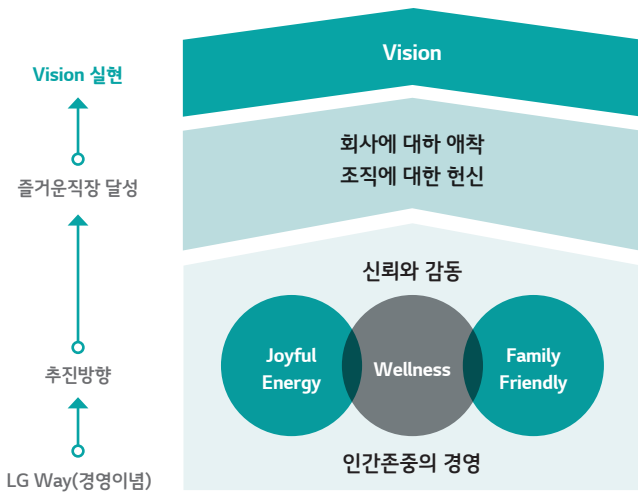 Vision 실현
즐거운직장 달성
추진방향
LG Way(경영이념)
Vision
회사에 대하 애착
조직에 대한 헌신
신뢰와 감동
Joyful
Energy
Wellness
Family
Friendly
인간존중의 경영